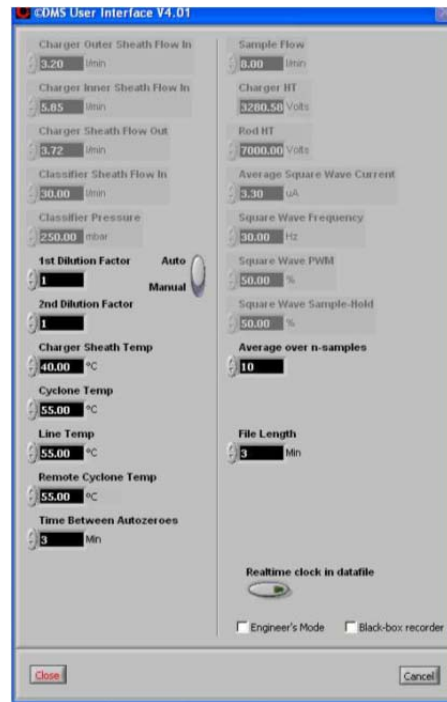 ©DMS User Interface V4.01
Charger Outer Sheath Flow In
3.20 l/min
Charger Inner Sheath Flow In
5.85 l/min
Charger Sheath Flow Out
3.72 l/min
Classifier Sheath Flow In
30.00 l/min
Classifier Pressure
250.00 mbar
1st Dilution Factor
1
Auto
Manual
2nd Dilution Factor
1
Charger Sheath Temp
40.00 °C
Cyclone Temp
55.00 °C
Line Temp
55.00 °C
Remote Cyclone Temp
55.00 °C
Time Between Autozeroes
3 Min
Sample Flow
8.00 l/min
Charger HT
3280.50 Volts
Rod HT
7000.00 Volts
Average Square Wave Current
3.30 uA
Square Wave Frequency
30.00 Hz
Square Wave PWM
50.00 %
Square Wave Sample-Hold
50.00 %
Average over n-samples
10
File Length
3 Min
Realtime clock in datafile
Engineer's Mode
Black-box recorder
Close
Cancel